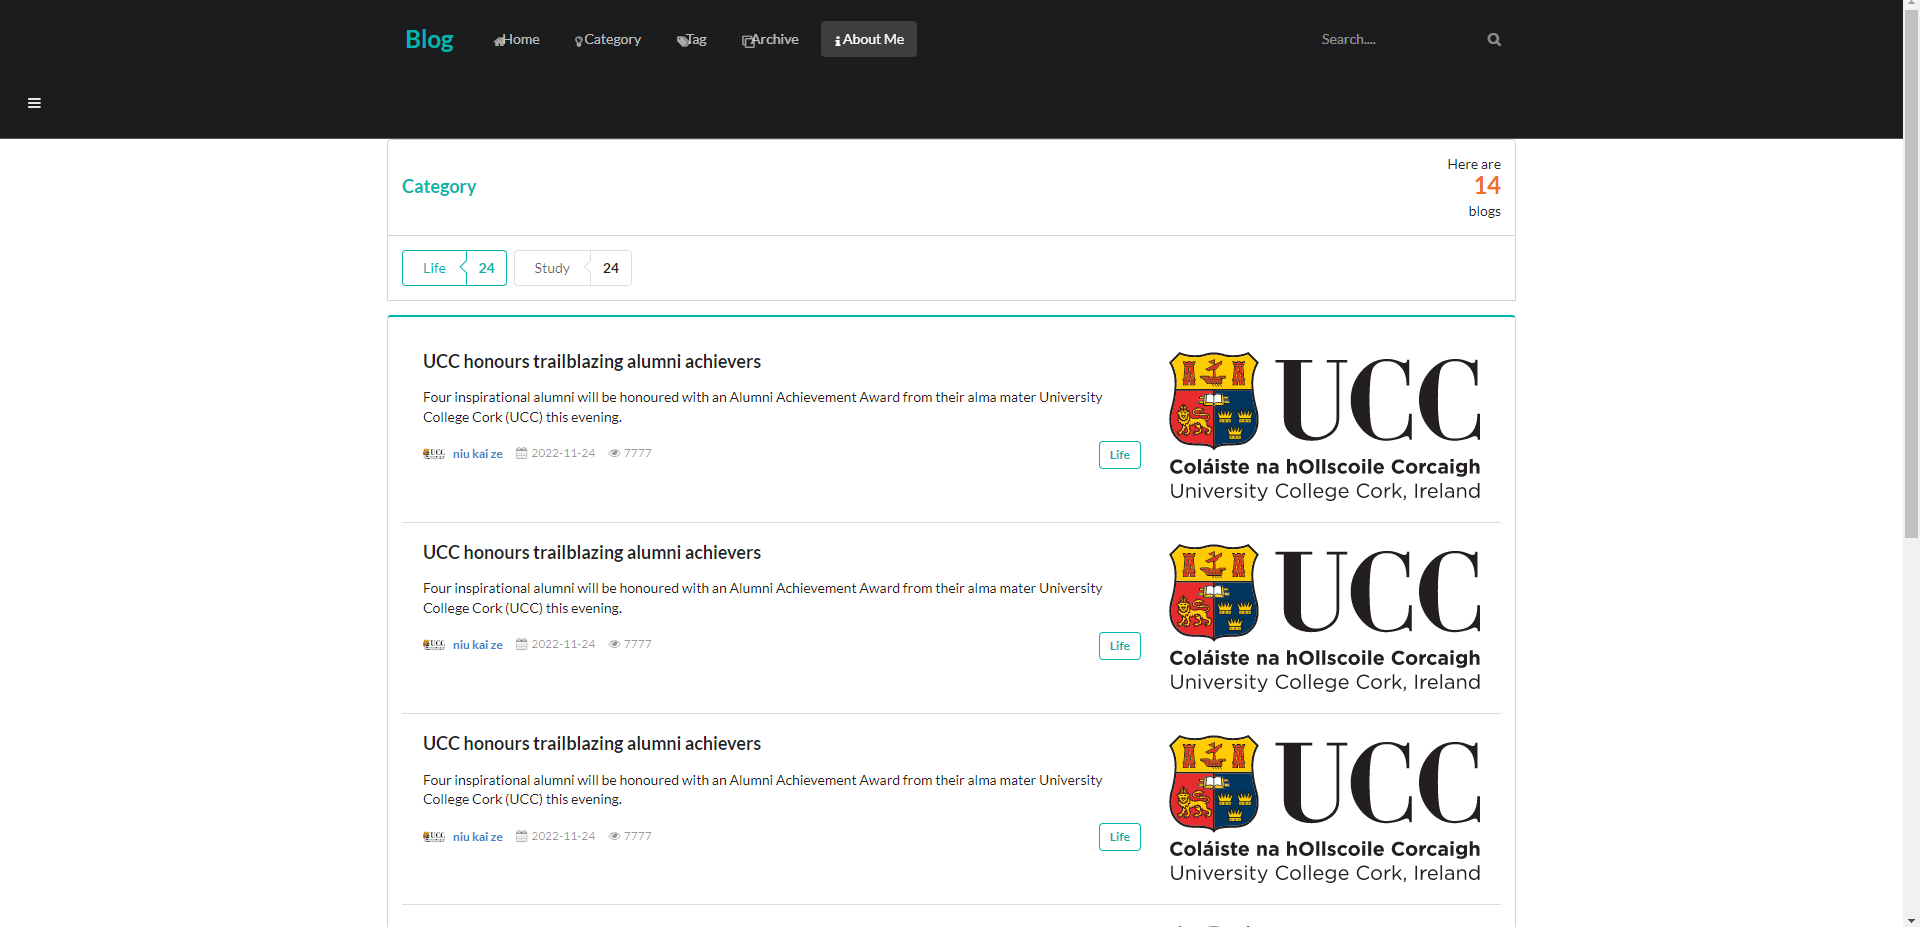 Blog
Home
Category
Tag
Archive
About Me
Search....
Category
Here are
14
blogs
Life 24
Study 24
UCC honours trailblazing alumni achievers
Four inspirational alumni will be honoured with an Alumni Achievement Award from their alma mater University
College Cork (UCC) this evening.
UCC niu kai ze 2022-11-24 7777
Life
UCC
Coláiste na hOllscoile Corcaigh
University College Cork, Ireland
UCC honours trailblazing alumni achievers
Four inspirational alumni will be honoured with an Alumni Achievement Award from their alma mater University
College Cork (UCC) this evening.
UCC niu kai ze 2022-11-24 7777
Life
UCC
Coláiste na hOllscoile Corcaigh
University College Cork, Ireland
UCC honours trailblazing alumni achievers
Four inspirational alumni will be honoured with an Alumni Achievement Award from their alma mater University
College Cork (UCC) this evening.
UCC niu kai ze 2022-11-24 7777
Life
UCC
Coláiste na hOllscoile Corcaigh
University College Cork, Ireland